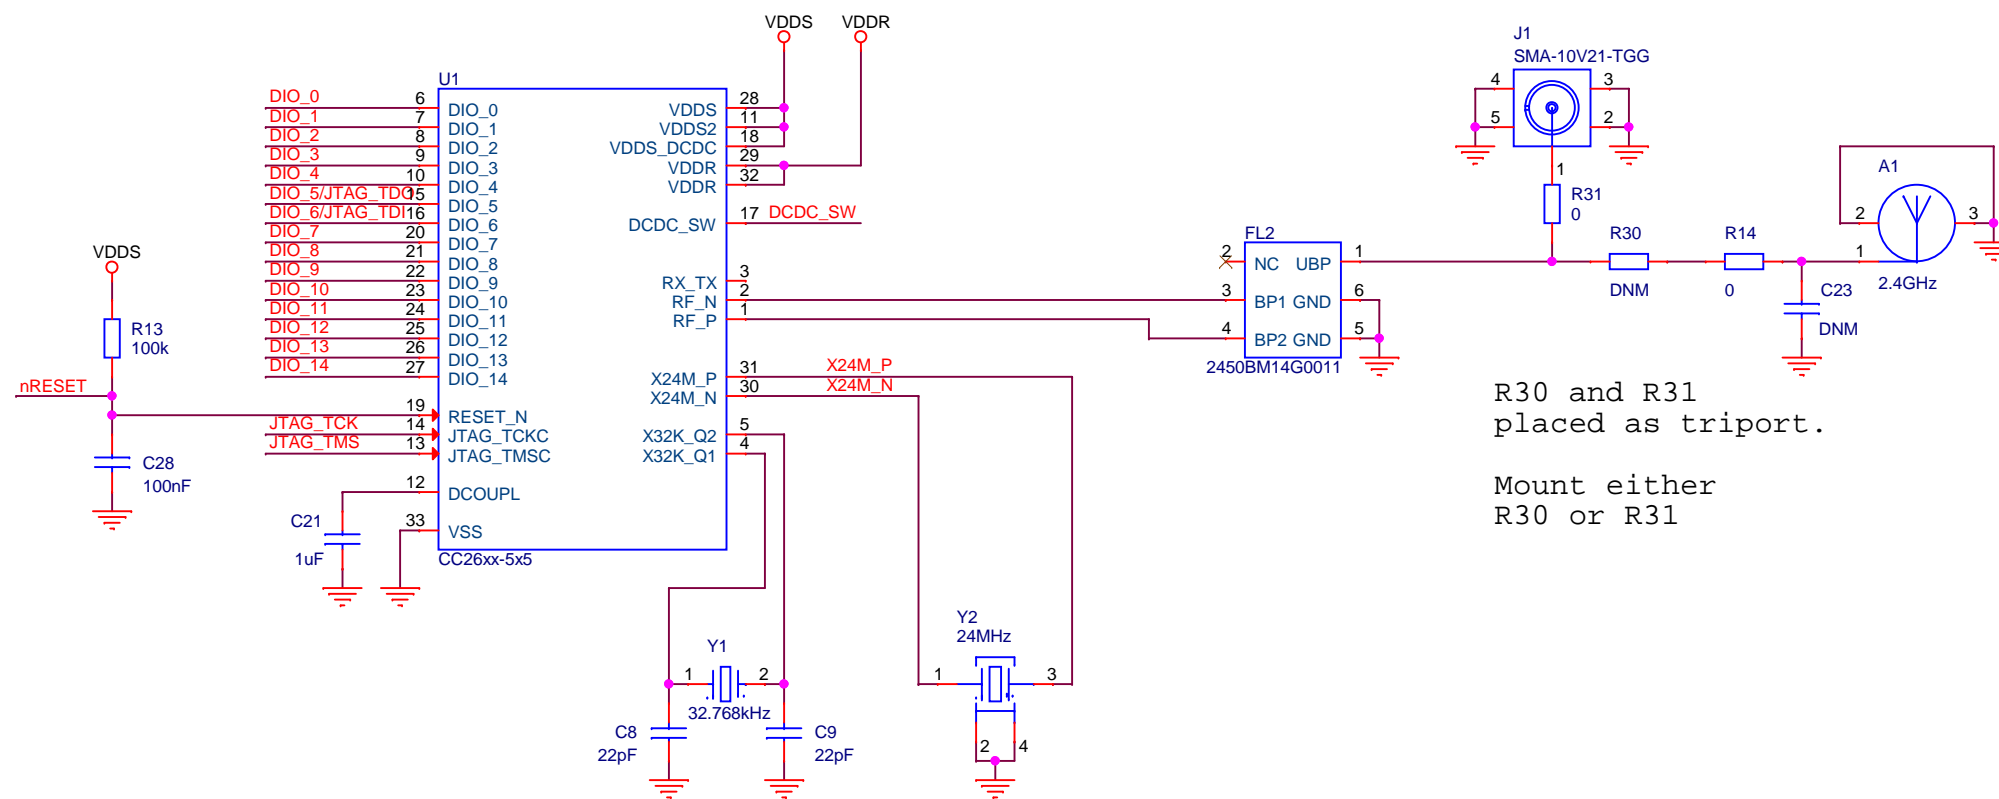 VDDS
VDDR
J1
SMA-10V21-TGG
4
3
5
2
1
R31
0
U1
DIO_0
6
DIO_0
VDDS
28
DIO_1
7
DIO_1
VDDS2
11
DIO_2
8
DIO_2
VDDS_DCDC
18
DIO_3
9
DIO_3
VDDR
29
DIO_4
10
DIO_4
VDDR
32
DIO_5/JTAG_TDO
15
DIO_5
DIO_6/JTAG_TDI
16
DIO_6
DCDC_SW
17
DCDC_SW
DIO_7
20
DIO_7
DIO_8
21
DIO_8
DIO_9
22
DIO_9
RX_TX
3
DIO_10
23
DIO_10
RF_N
2
DIO_11
24
DIO_11
RF_P
1
DIO_12
25
DIO_12
DIO_13
26
DIO_13
DIO_14
27
DIO_14
X24M_P
31
X24M_P
X24M_N
30
X24M_N
19
RESET_N
JTAG_TCK
14
JTAG_TCKC
X32K_Q2
5
JTAG_TMS
13
JTAG_TMSC
X32K_Q1
4
12
DCOUPL
33
VSS
CC26xx-5x5
VDDS
R13
100k
nRESET
C28
100nF
C21
1uF
FL2
2
NC
UBP
1
3
BP1
GND
6
4
BP2
GND
5
2450BM14G0011
R30
DNM
R14
0
C23
DNM
A1
2
3
1
2.4GHz
R30 and R31
placed as triport.
Mount either
R30 or R31
Y1
1
2
32.768kHz
C8
22pF
C9
22pF
Y2
24MHz
1
3
2
4